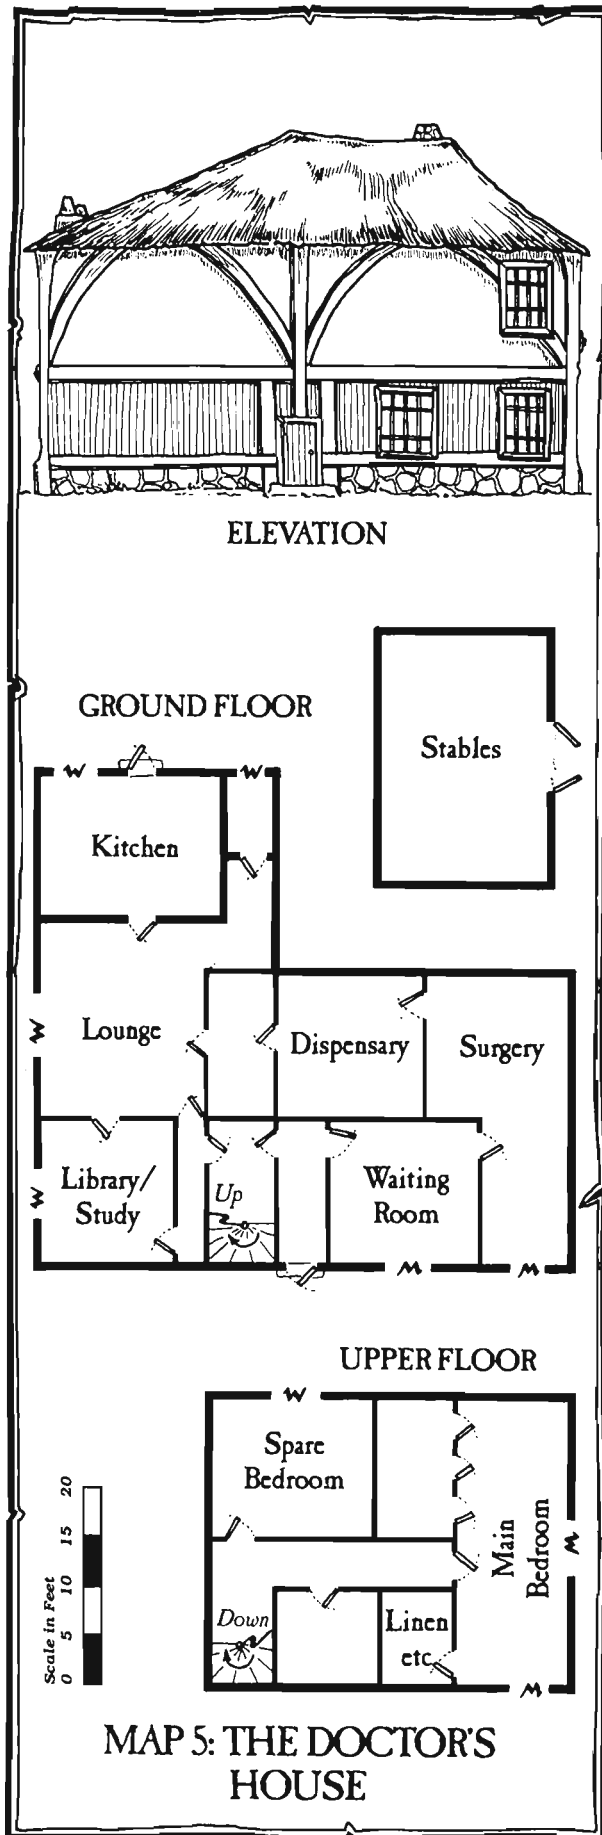 ELEVATION
GROUND FLOOR
Stables
Kitchen
Lounge
Dispensary
Surgery
Library/
Study
Up
Waiting
Room
W
W
W
W
W
W
UPPER FLOOR
W
Spare
Bedroom
Main
Bedroom
W
Down
Linen
etc
W
Scale in Feet
0 5 10 15 20
MAP 5: THE DOCTOR'S
HOUSE